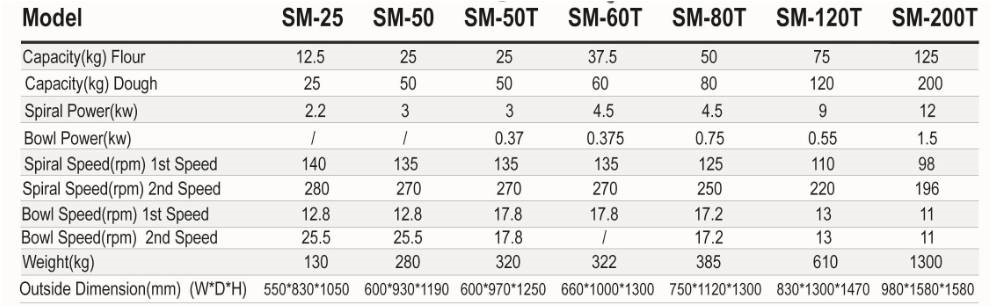 Model SM-25 SM-50 SM-50T SM-60T SM-80T SM-120T SM-200T
Capacity(kg) Flour 12.5 25 25 37.5 50 75 125
Capacity(kg) Dough 25 50 50 60 80 120 200
Spiral Power(kw) 2.2 3 3 4.5 4.5 9 12
Bowl Power(kw) / / 0.37 0.375 0.75 0.55 1.5
Spiral Speed(rpm) 1st Speed 140 135 135 135 125 110 98
Spiral Speed(rpm) 2nd Speed 280 270 270 270 250 220 196
Bowl Speed(rpm) 1st Speed 12.8 12.8 17.8 17.8 17.2 13 11
Bowl Speed(rpm) 2nd Speed 25.5 25.5 17.8 / 17.2 13 11
Weight(kg) 130 280 320 322 385 610 1300
Outside Dimension(mm) (W*D*H) 550*830*1050 600*930*1190 600*970*1250 660*1000*1300 750*1120*1300 830*1300*1470 980*1580*1580